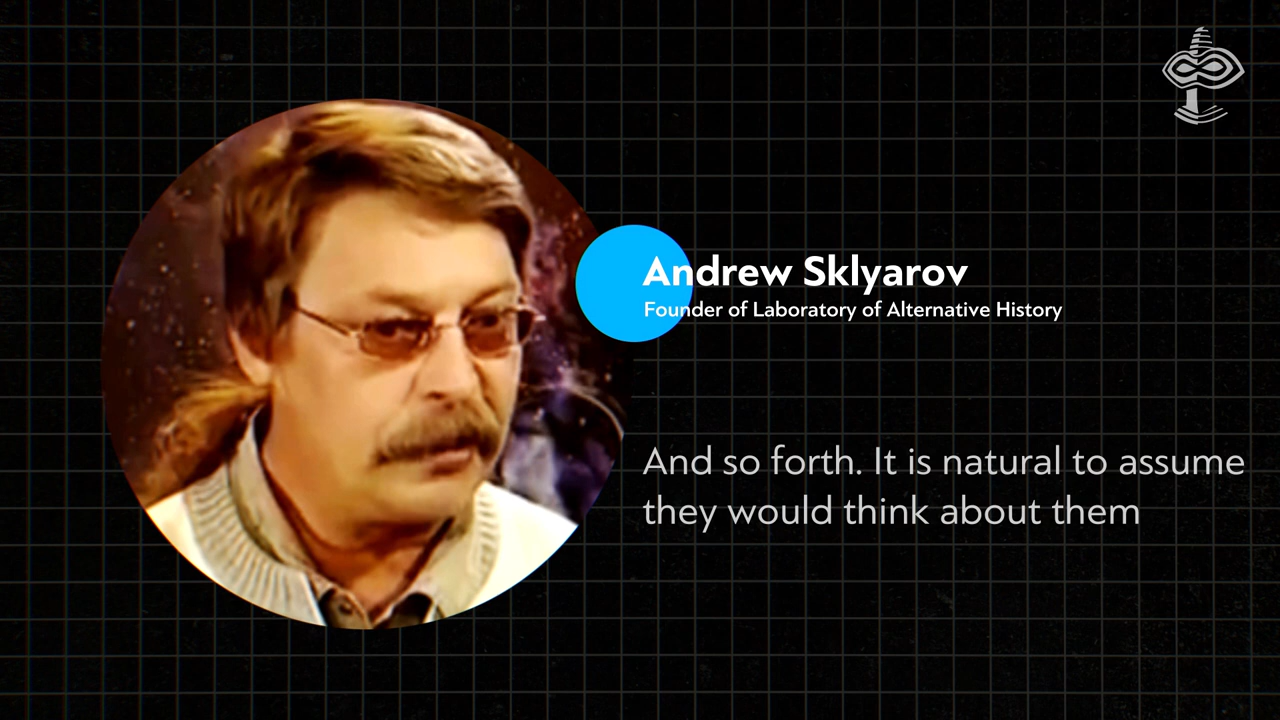 Andrew Sklyarov
Founder of Laboratory of Alternative History
And so forth. It is natural to assume
they would think about them